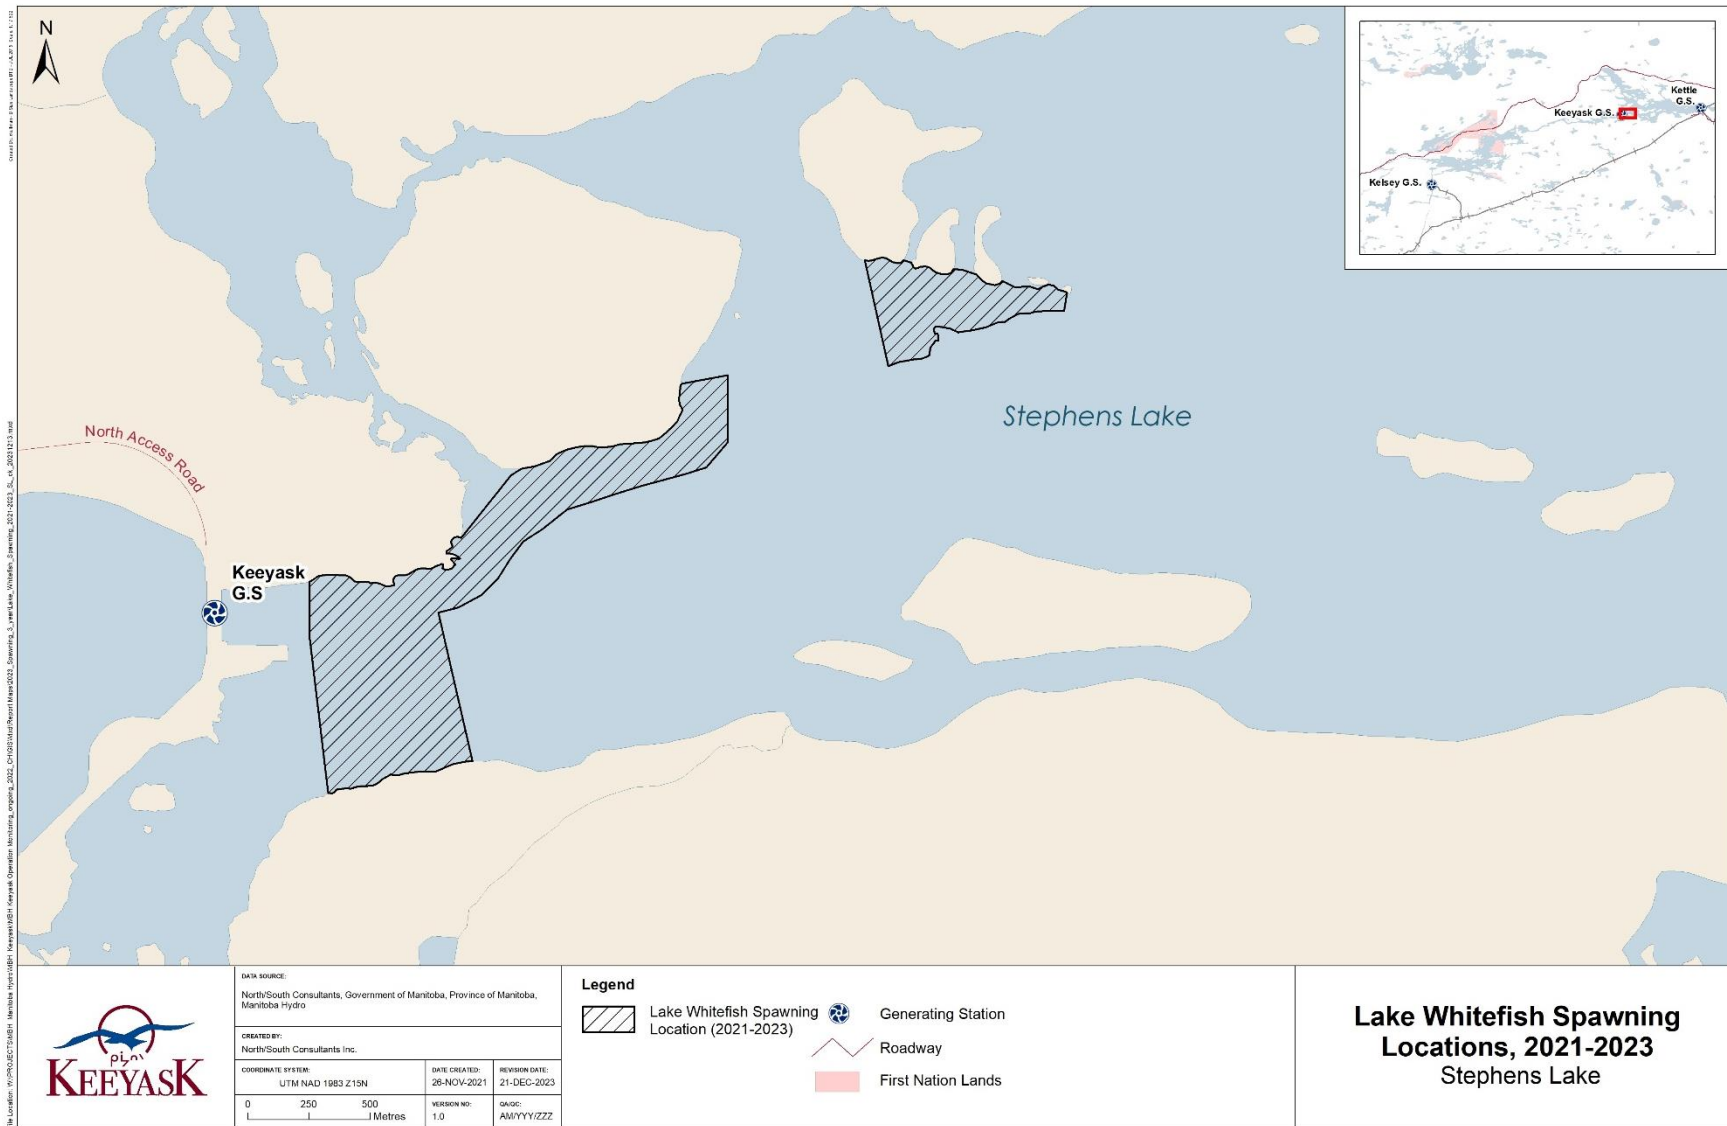 N
Kettle
G.S.
Keeyask G.S.
Kelsey G.S.
Stephens Lake
North Access Road
Keeyask
G.S
KEEYASK
DATA SOURCE:
North/South Consultants, Government of Manitoba, Province of Manitoba,
Manitoba Hydro
CREATED BY:
North/South Consultants Inc.
COORDINATE SYSTEM:
UTM NAD 1983 Z15N
DATE CREATED:
26-NOV-2021
REVISION DATE:
21-DEC-2023
0 250 500
Metres
VERSION NO:
1.0
QA/QC:
AM/YYY/ZZZ
Legend
Lake Whitefish Spawning
Location (2021-2023)
Generating Station
Roadway
First Nation Lands
Lake Whitefish Spawning
Locations, 2021-2023
Stephens Lake